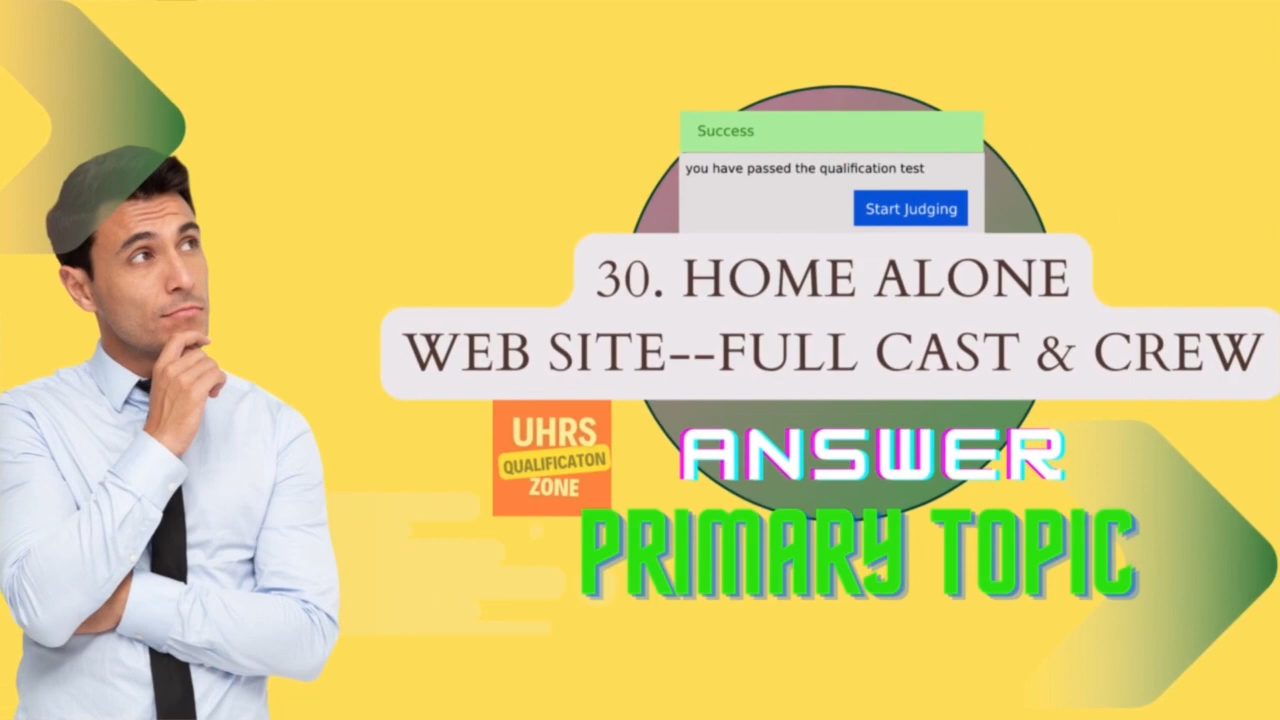 Success
you have passed the qualification test
Start Judging
30. HOME ALONE
WEB SITE--FULL CAST & CREW
UHRS
QUALIFICATON
ZONE
ANSWER
PRIMARY TOPIC